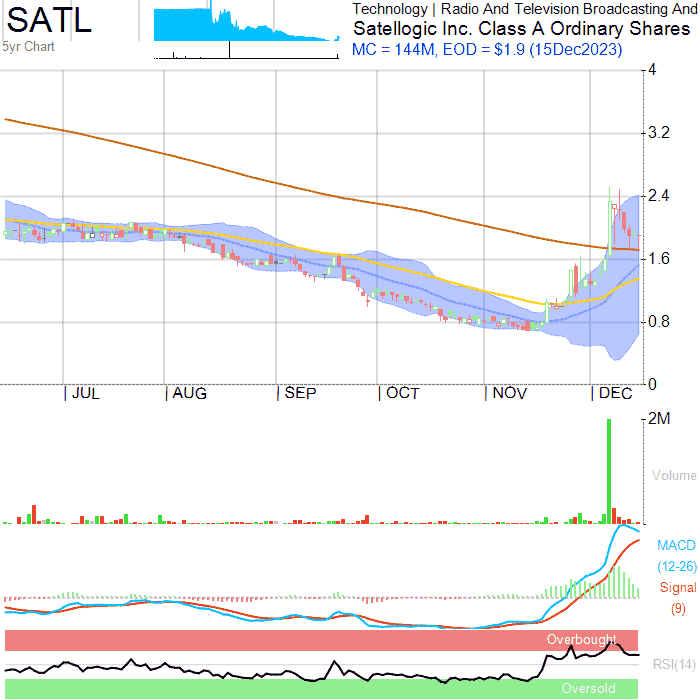 SATL
5yr Chart
Technology | Radio And Television Broadcasting And
Satellogic Inc. Class A Ordinary Shares
MC = 144M, EOD = $1.9 (15Dec2023)
4
3.2
2.4
1.6
0.8
0
JUL AUG SEP OCT NOV DEC
2M
Volume
MACD
(12-26)
Signal
(9)
Overbought
RSI(14)
Oversold